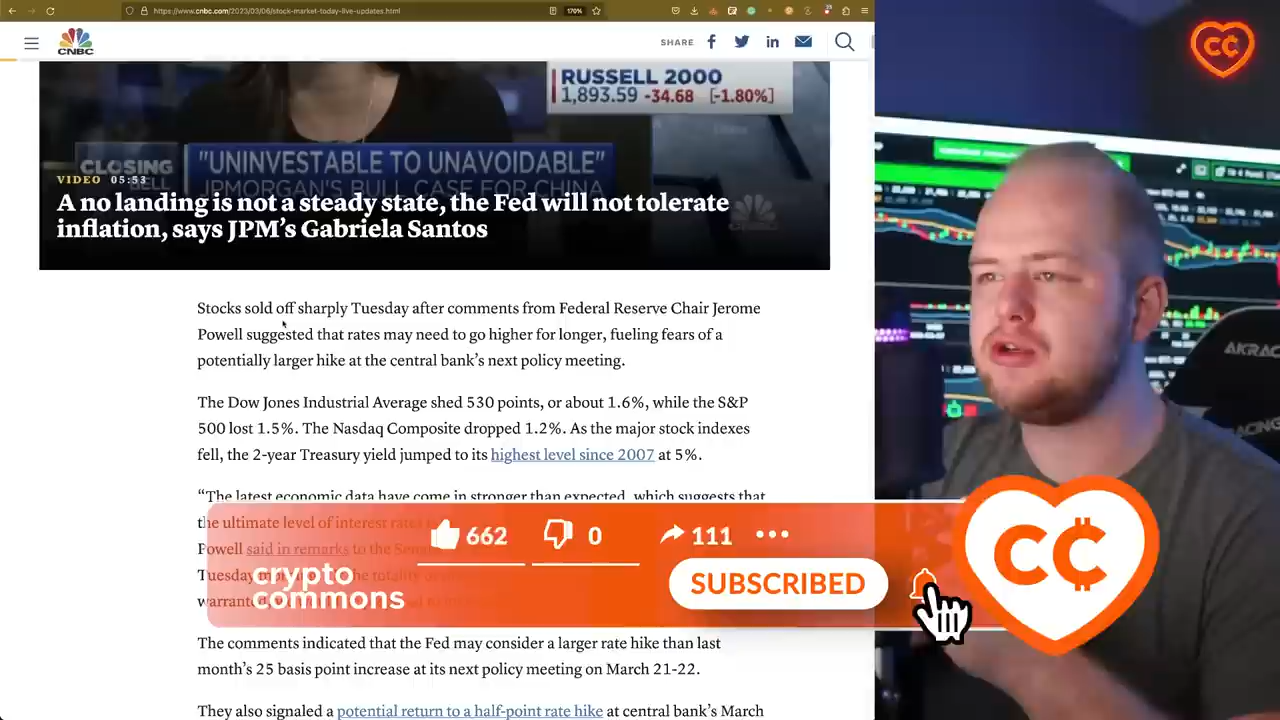 https://www.cnbc.com/2023/03/06/stock-market-today-live-updates.html
170%
CNBC
SHARE
RUSSELL 2000
1,893.59 -34.68 [-1.80%]
CLOSING BELL
"UNINVESTABLE TO UNAVOIDABLE"
JPMORGAN'S BULL CASE FOR CHINA
VIDEO 05:53
A no landing is not a steady state, the Fed will not tolerate
inflation, says JPM's Gabriela Santos
CNBC
Stocks sold off sharply Tuesday after comments from Federal Reserve Chair Jerome
Powell suggested that rates may need to go higher for longer, fueling fears of a
potentially larger hike at the central bank's next policy meeting.
The Dow Jones Industrial Average shed 530 points, or about 1.6%, while the S&P
500 lost 1.5%. The Nasdaq Composite dropped 1.2%. As the major stock indexes
fell, the 2-year Treasury yield jumped to its highest level since 2007 at 5%.
"The latest economic data have come in stronger than expected, which suggests that
the ultimate level of interest rates
Powell said in remarks to the
Tuesday
warranted,
662 0 111
SUBSCRIBED
crypto
commons
CC
The comments indicated that the Fed may consider a larger rate hike than last
month's 25 basis point increase at its next policy meeting on March 21-22.
They also signaled a potential return to a half-point rate hike at central bank's March
CC
AKRACING